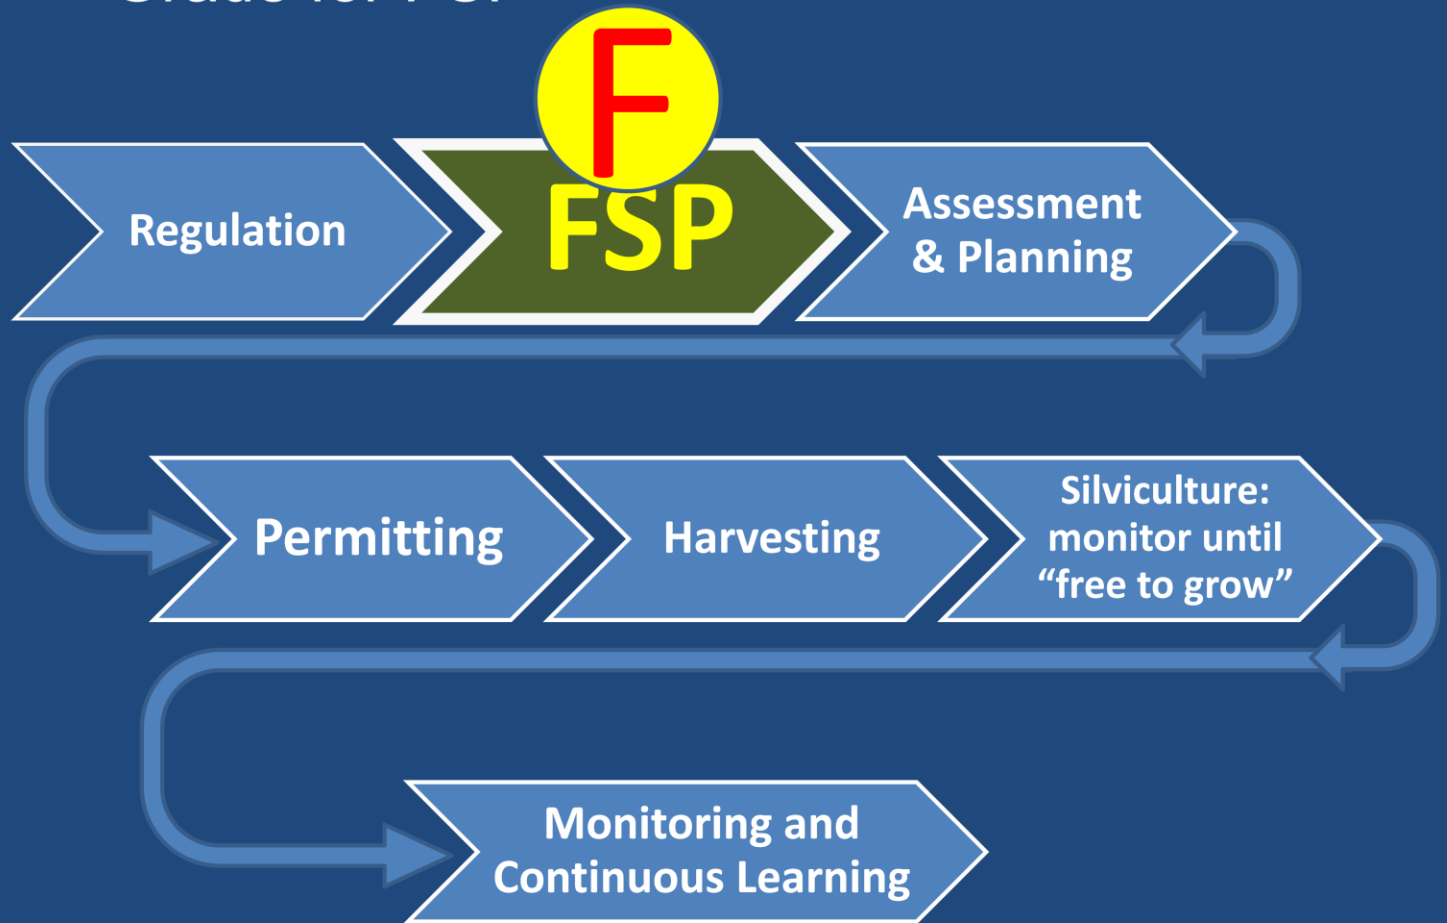 F
Regulation
FSP
Assessment
& Planning
Permitting
Harvesting
Silviculture:
monitor until
“free to grow”
Monitoring and
Continuous Learning